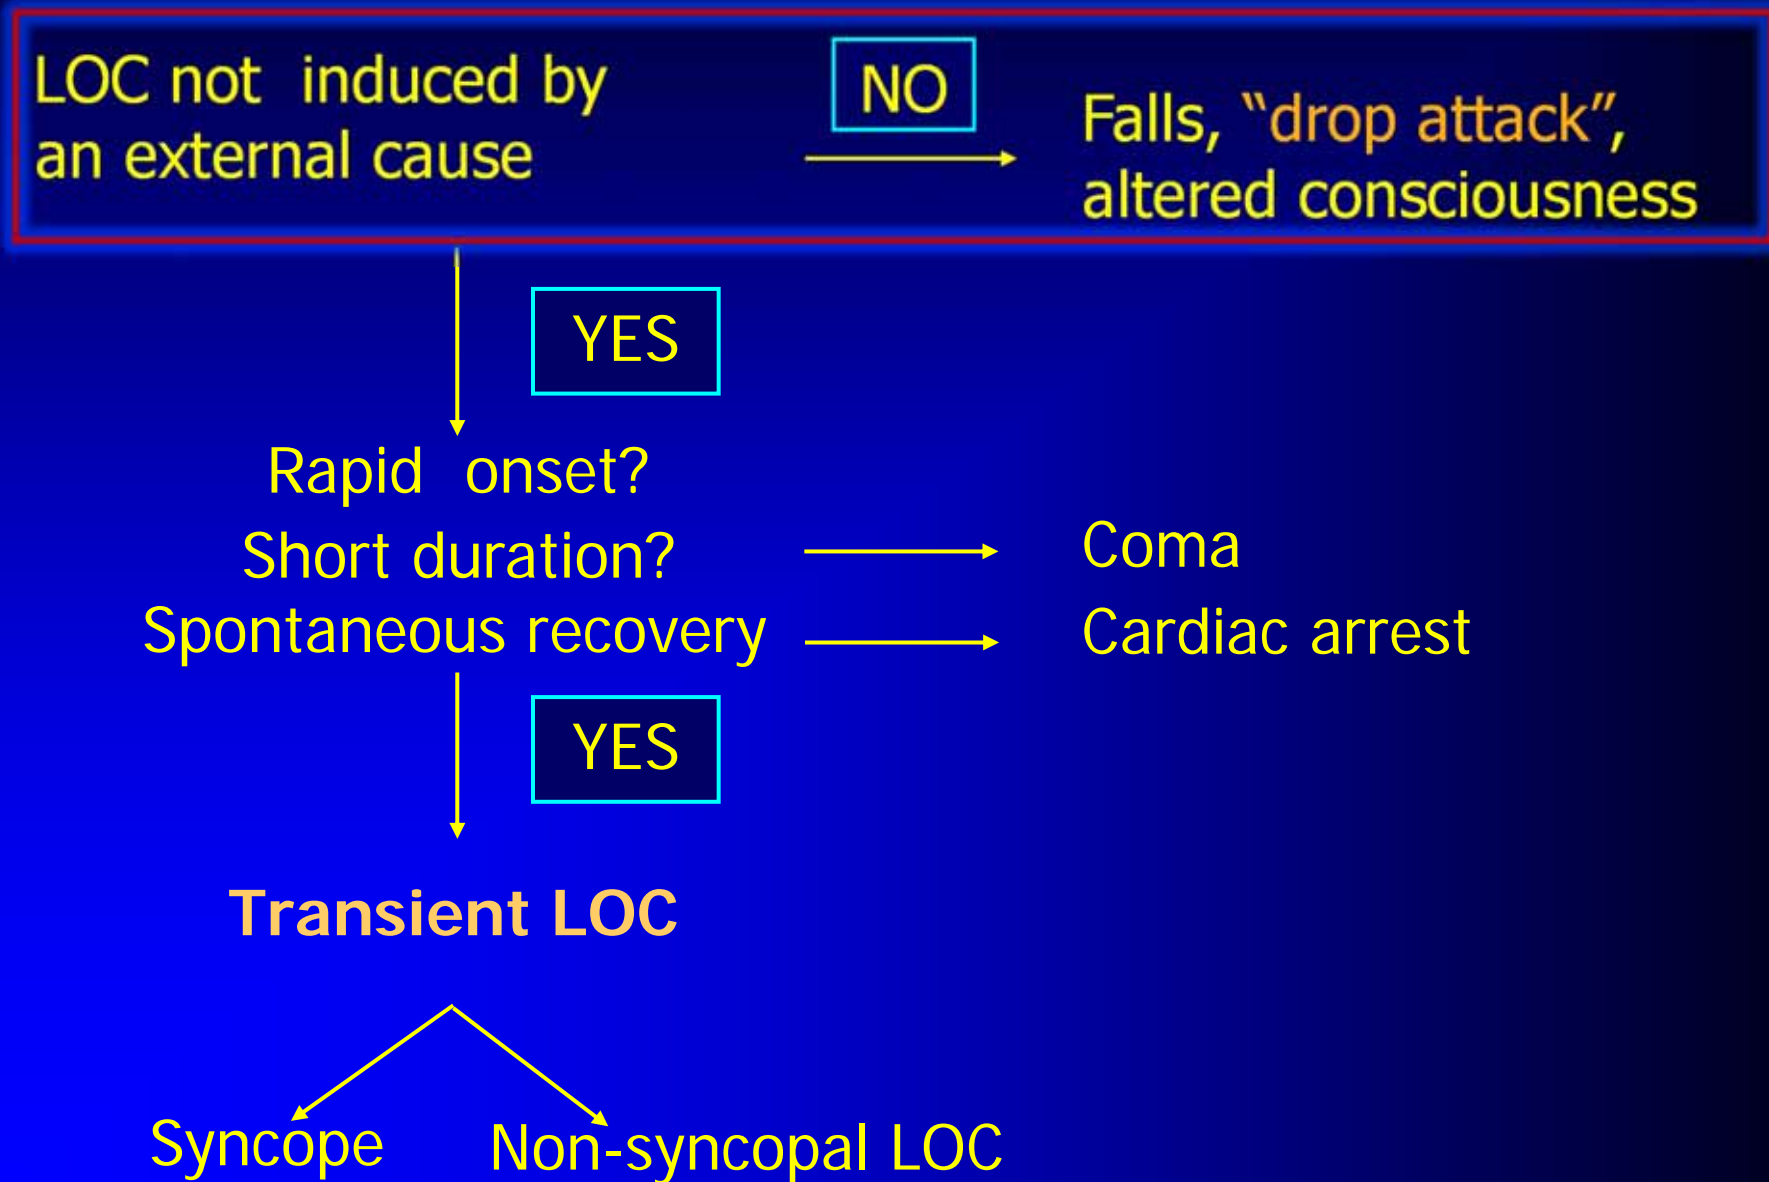 LOC not induced by
an external cause
NO
Falls, “drop attack”,
altered consciousness
YES
Rapid onset?
Short duration?
Coma
Spontaneous recovery
Cardiac arrest
YES
Transient LOC
Syncope
Non-syncopal LOC